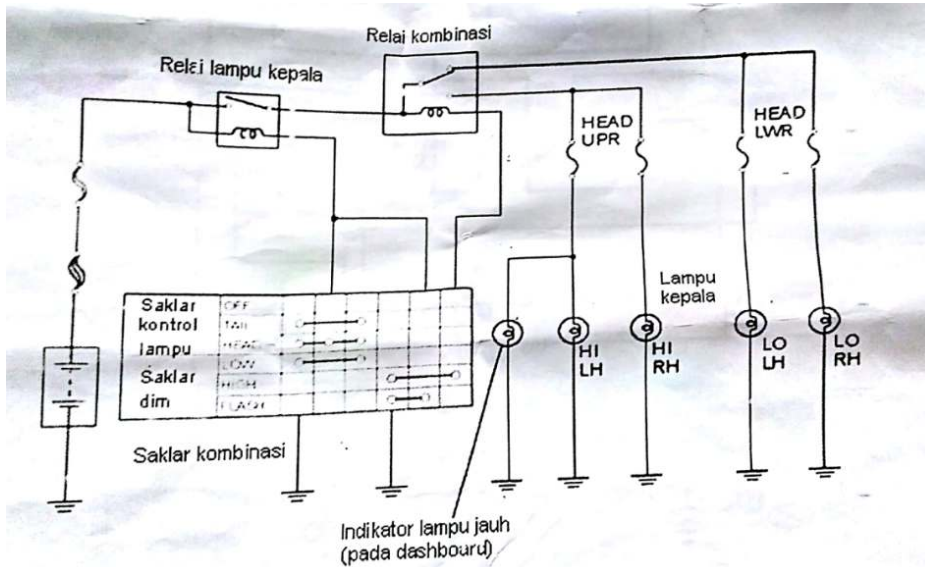 Relai kombinasi
Relai lampu kepala
HEAD
UPR
HEAD
LWR
Saklar
kontrol
lampu
Saklar
dim
OFF
TAIL
HEAD
LOW
HIGH
FLASH
Lampu
kepala
HI
LH
HI
RH
LO
LH
LO
RH
Saklar kombinasi
Indikator lampu jauh
(pada dashbouru)